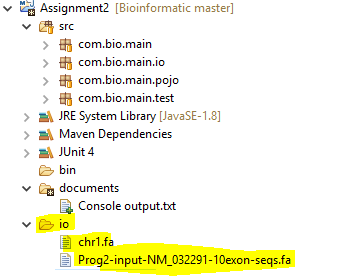 Assignment2 [Bioinformatic master]
src
com.bio.main
com.bio.main.io
com.bio.main.pojo
com.bio.main.test
JRE System Library [JavaSE-1.8]
Maven Dependencies
JUnit 4
bin
documents
Console output.txt
io
chr1.fa
Prog2-input-NM_032291-10exon-seqs.fa